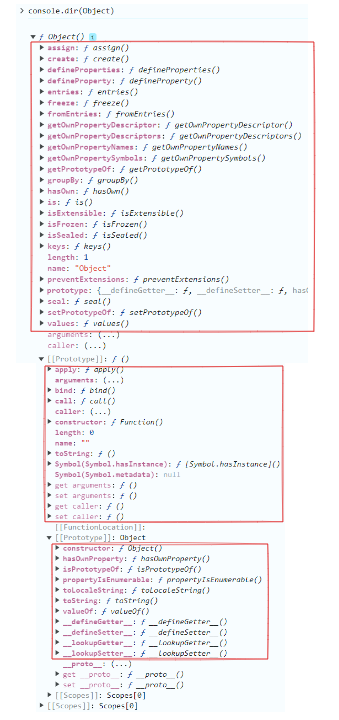 > console.dir(Object)
▼ ƒ Object() i
▶ assign: ƒ assign()
▶ create: ƒ create()
▶ defineProperties: ƒ defineProperties()
▶ defineProperty: ƒ defineProperty()
▶ entries: ƒ entries()
▶ freeze: ƒ freeze()
▶ fromEntries: ƒ fromEntries()
▶ getOwnPropertyDescriptor: ƒ getOwnPropertyDescriptor()
▶ getOwnPropertyDescriptors: ƒ getOwnPropertyDescriptors()
▶ getOwnPropertyNames: ƒ getOwnPropertyNames()
▶ getOwnPropertySymbols: ƒ getOwnPropertySymbols()
▶ getPrototypeOf: ƒ getPrototypeOf()
▶ groupBy: ƒ groupBy()
▶ hasOwn: ƒ hasOwn()
▶ is: ƒ is()
▶ isExtensible: ƒ isExtensible()
▶ isFrozen: ƒ isFrozen()
▶ isSealed: ƒ isSealed()
▶ keys: ƒ keys()
length: 1
name: "Object"
▶ preventExtensions: ƒ preventExtensions()
▶ prototype: {__defineGetter__: ƒ, __defineSetter__: ƒ, has
▶ seal: ƒ seal()
▶ setPrototypeOf: ƒ setPrototypeOf()
▶ values: ƒ values()
arguments: (...)
caller: (...)
▼ [[Prototype]]: ƒ ()
▶ apply: ƒ apply()
arguments: (...)
▶ bind: ƒ bind()
▶ call: ƒ call()
caller: (...)
▶ constructor: ƒ Function()
length: 0
name: ""
▶ toString: ƒ ()
▶ Symbol(Symbol.hasInstance): ƒ [Symbol.hasInstance]()
Symbol(Symbol.metadata): null
▶ get arguments: ƒ ()
▶ set arguments: ƒ ()
▶ get caller: ƒ ()
▶ set caller: ƒ ()
[[FunctionLocation]]:
▼ [[Prototype]]: Object
▶ constructor: ƒ Object()
▶ hasOwnProperty: ƒ hasOwnProperty()
▶ isPrototypeOf: ƒ isPrototypeOf()
▶ propertyIsEnumerable: ƒ propertyIsEnumerable()
▶ toLocaleString: ƒ toLocaleString()
▶ toString: ƒ toString()
▶ valueOf: ƒ valueOf()
▶ __defineGetter__: ƒ __defineGetter__()
▶ __defineSetter__: ƒ __defineSetter__()
▶ __lookupGetter__: ƒ __lookupGetter__()
▶ __lookupSetter__: ƒ __lookupSetter__()
__proto__: (...)
▶ get __proto__: ƒ __proto__()
▶ set __proto__: ƒ __proto__()
▶ [[Scopes]]: Scopes[0]
▶ [[Scopes]]: Scopes[0]